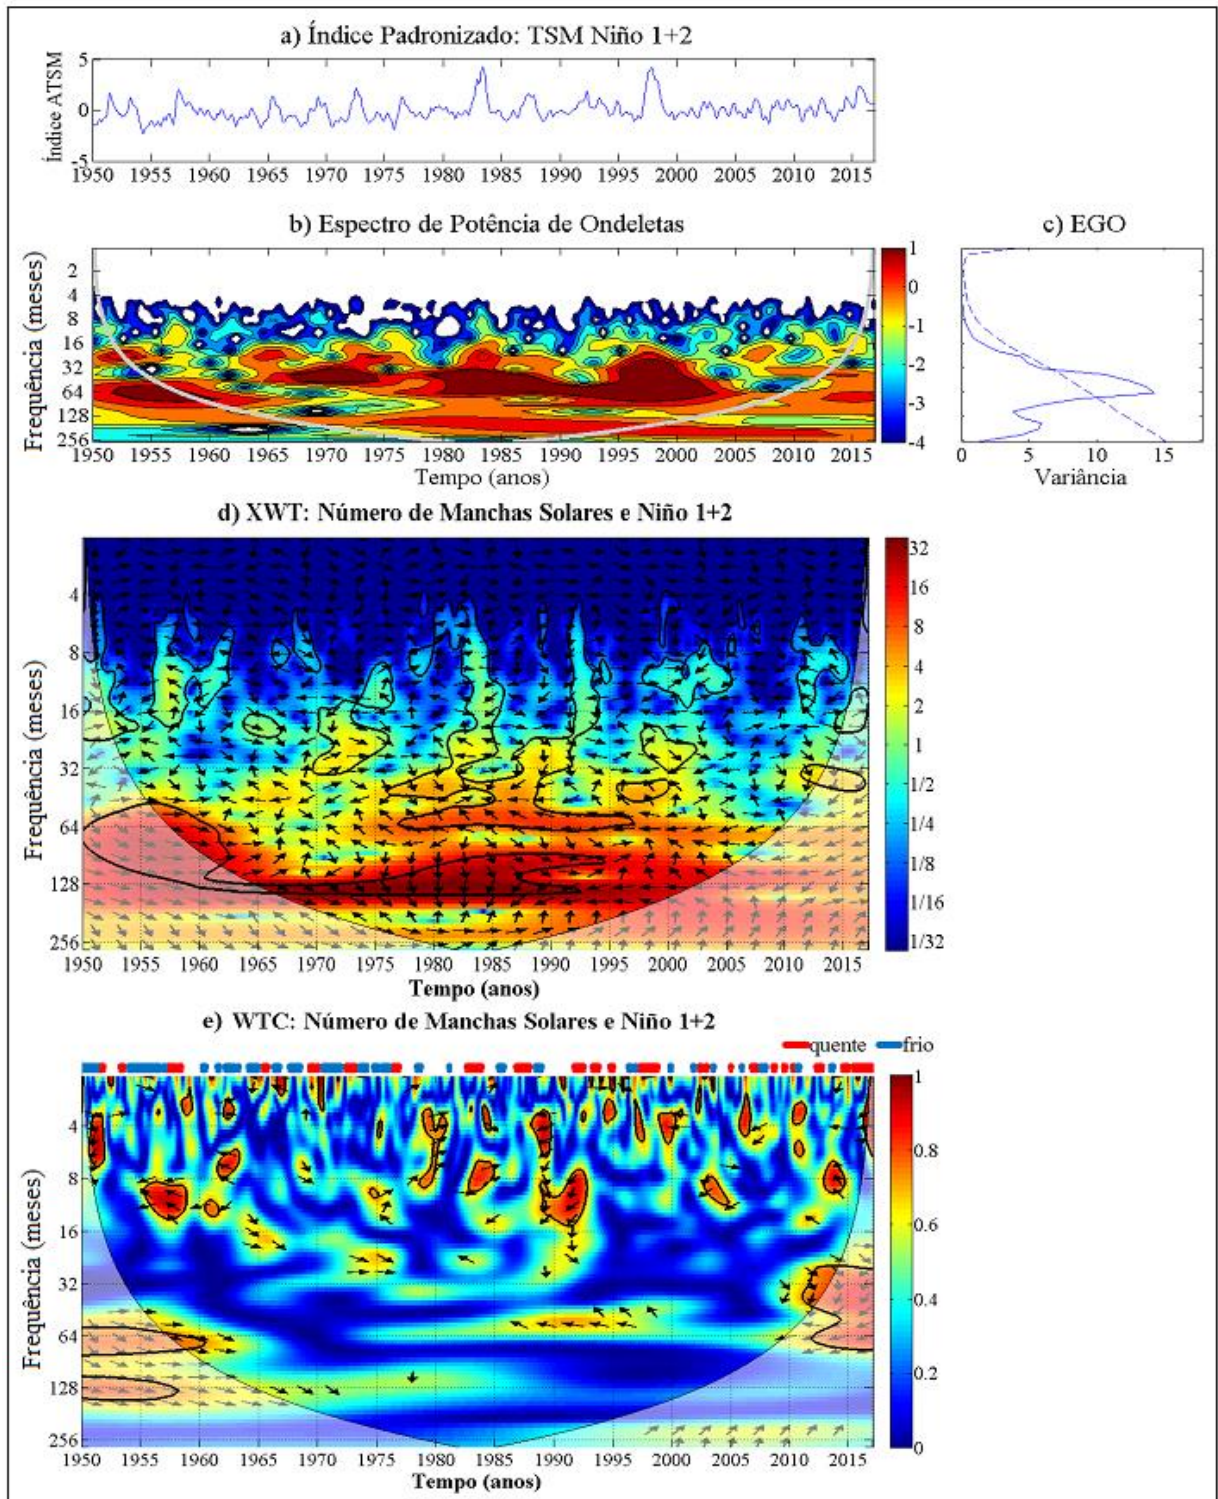 a) Índice Padronizado: TSM Niño 1+2
Índice ATSM
5
0
-5
1950 1955 1960 1965 1970 1975 1980 1985 1990 1995 2000 2005 2010 2015
b) Espectro de Potência de Ondeletas
c) EGO
Frequência (meses)
2
4
8
16
32
64
128
256
1950 1955 1960 1965 1970 1975 1980 1985 1990 1995 2000 2005 2010 2015
Tempo (anos)
1
0
-1
-2
-3
-4
0 5 10 15
Variância
d) XWT: Número de Manchas Solares e Niño 1+2
Frequência (meses)
4
8
16
32
64
128
256
1950 1955 1960 1965 1970 1975 1980 1985 1990 1995 2000 2005 2010 2015
Tempo (anos)
32
16
8
4
2
1
1/2
1/4
1/8
1/16
1/32
e) WTC: Número de Manchas Solares e Niño 1+2
quente frio
Frequência (meses)
4
8
16
32
64
128
256
1950 1955 1960 1965 1970 1975 1980 1985 1990 1995 2000 2005 2010 2015
Tempo (anos)
1
0.8
0.6
0.4
0.2
0